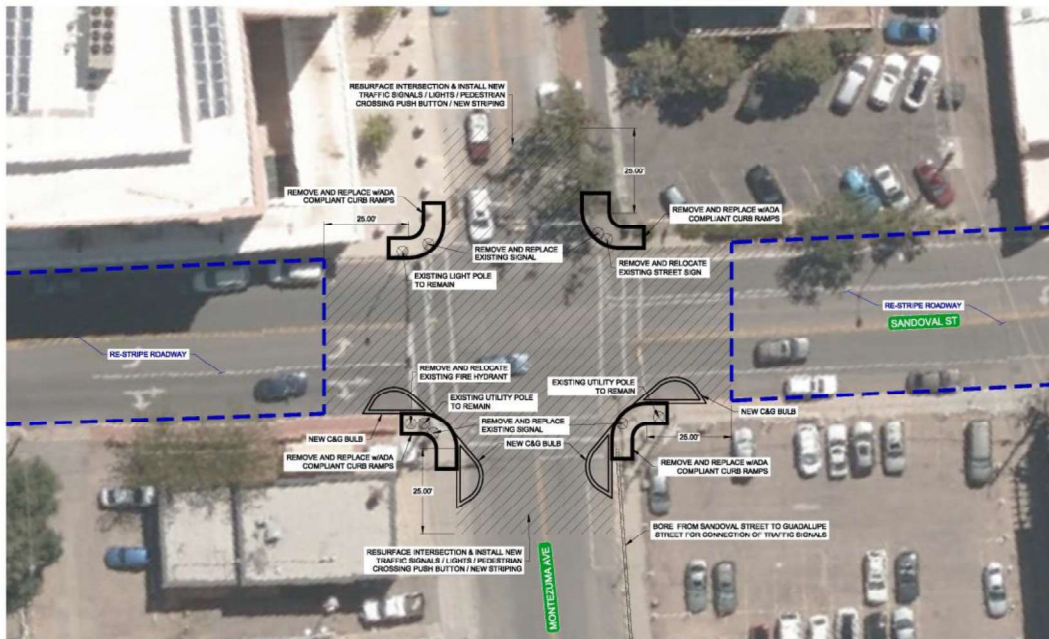 RESURFACE INTERSECTION & INSTALL NEW
TRAFFIC SIGNALS / LIGHTS / PEDESTRIAN
CROSSING PUSH BUTTON / NEW STRIPING
25.00'
REMOVE AND REPLACE w/ADA
COMPLIANT CURB RAMPS
25.00'
REMOVE AND REPLACE w/ADA
COMPLIANT CURB RAMPS
REMOVE AND REPLACE
EXISTING SIGNAL
EXISTING LIGHT POLE
TO REMAIN
REMOVE AND RELOCATE
EXISTING STREET SIGN
RE-STRIPE ROADWAY
SANDOVAL ST
RE-STRIPE ROADWAY
REMOVE AND RELOCATE
EXISTING FIRE HYDRANT
EXISTING UTILITY POLE
TO REMAIN
EXISTING UTILITY POLE
TO REMAIN
NEW C&G BULB
REMOVE AND REPLACE
EXISTING SIGNAL
NEW C&G BULB
NEW C&G BULB
25.00'
REMOVE AND REPLACE w/ADA
COMPLIANT CURB RAMPS
REMOVE AND REPLACE w/ADA
COMPLIANT CURB RAMPS
25.00'
BORE FROM SANDOVAL STREET TO GUADALUPE
STREET FOR CONNECTION OF TRAFFIC SIGNALS
RESURFACE INTERSECTION & INSTALL NEW
TRAFFIC SIGNALS / LIGHTS / PEDESTRIAN
CROSSING PUSH BUTTON / NEW STRIPING
MONTEZUMA AVE